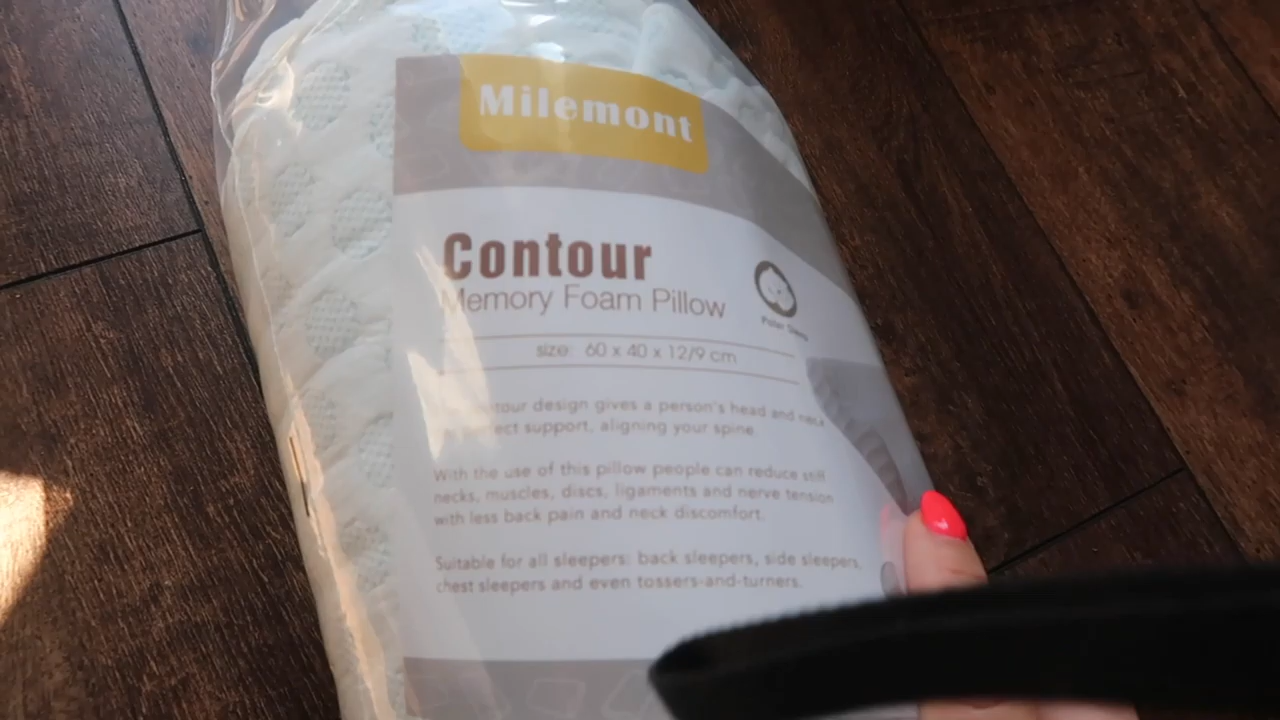 Milemont
Contour
Memory Foam Pillow
size: 60 x 40 x 12/9 cm
design gives a person's head and neck
support, aligning your spine.
With the use of this pillow people can reduce stiff
necks, muscles, discs, ligaments and nerve tension
with less back pain and neck discomfort.
Suitable for all sleepers: back sleepers, side sleepers,
chest sleepers and even tossers-and-turners.